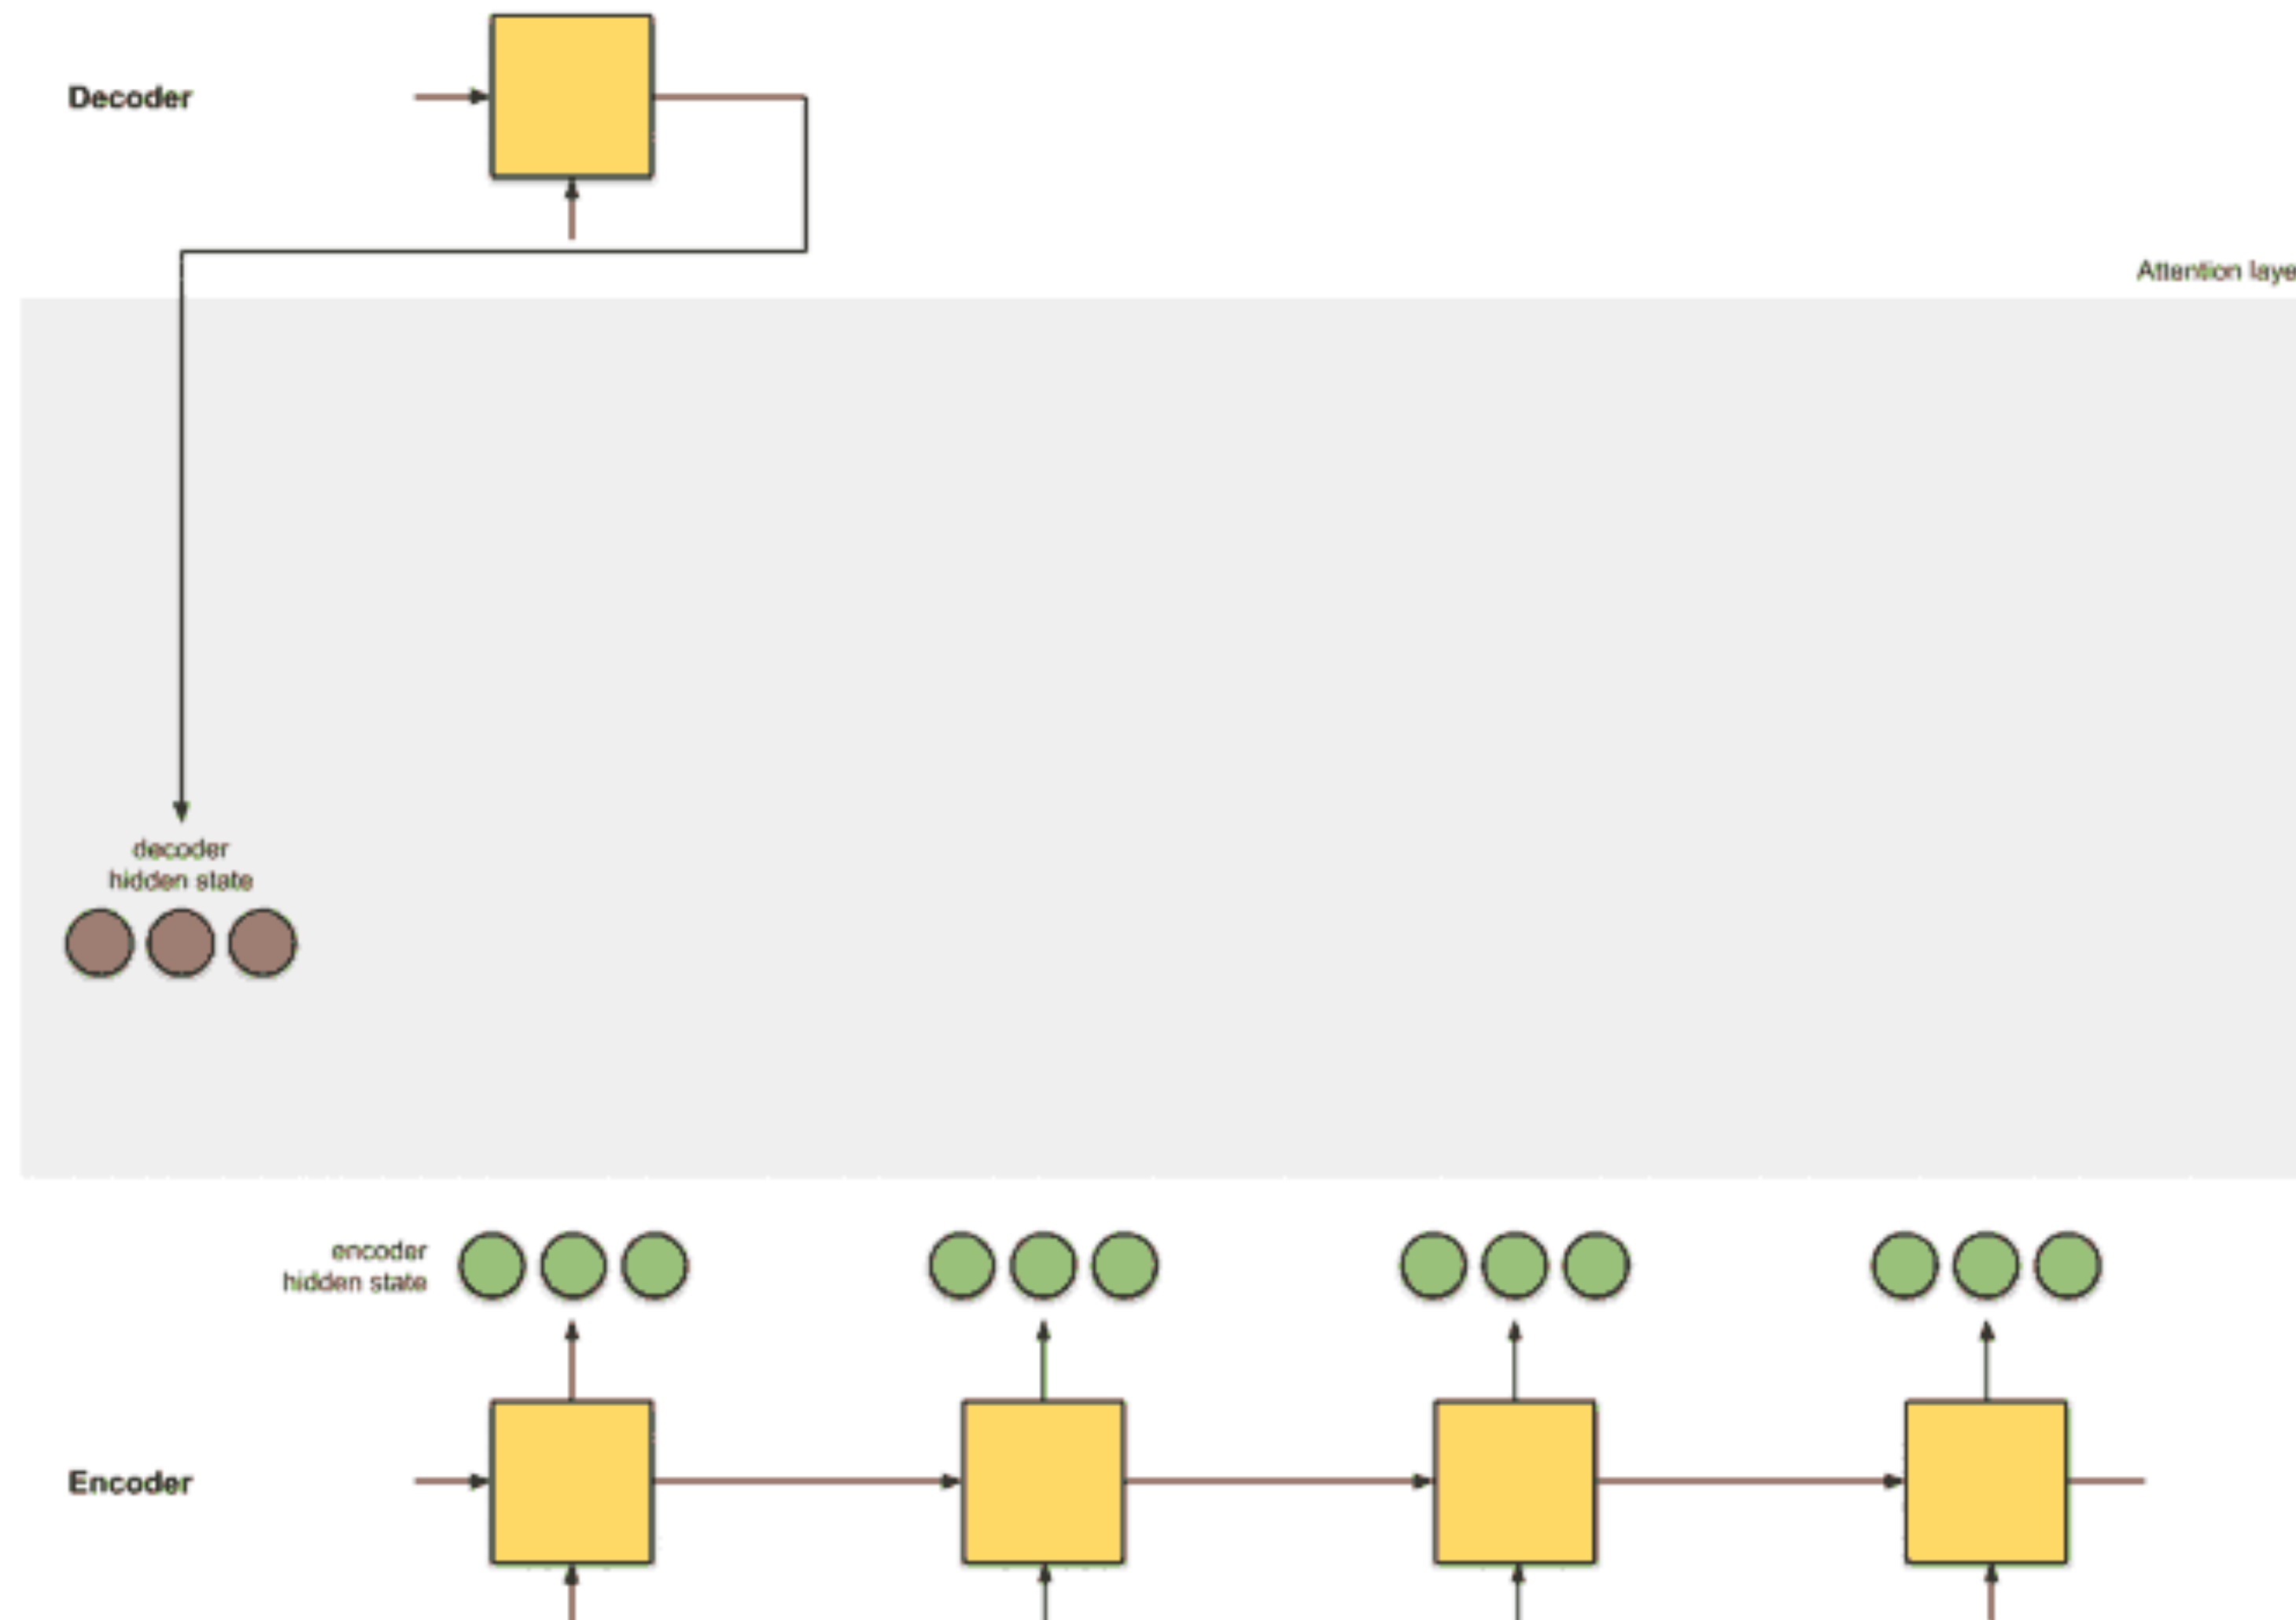 Decoder
Attention laye
decoder
hidden state
encoder
hidden state
Encoder